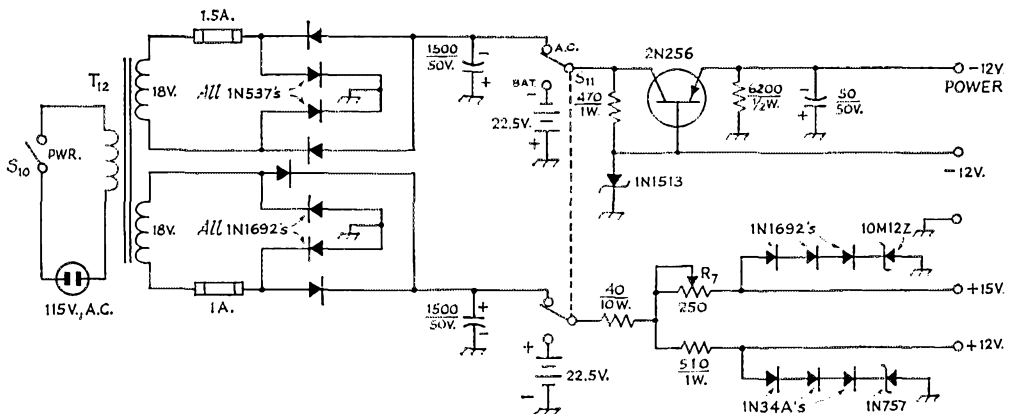 1.5A.
T12
18V.
All 1N537's
1500
50V.
-
+
A.C.
S11
BAT.
-
22.5V.
+
470
1W.
2N256
6200
1/2W.
-
50
50V.
+
-12V
POWER
-12V.
1N1513
S10
PWR.
115V., A.C.
18V.
All 1N1692's
1A.
1500
50V.
+
-
+
22.5V.
-
40
10W.
R7
250
1N1692's
10M12Z
+15V.
510
1W.
+12V.
1N34A's
1N757